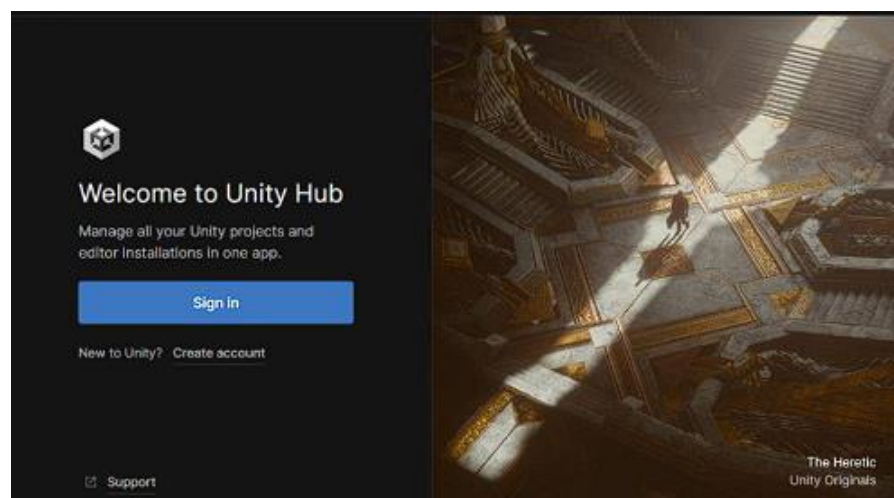 Welcome to Unity Hub
Manage all your Unity projects and
editor installations in one app.
Sign in
New to Unity? Create account
Support
The Heretic
Unity Originals